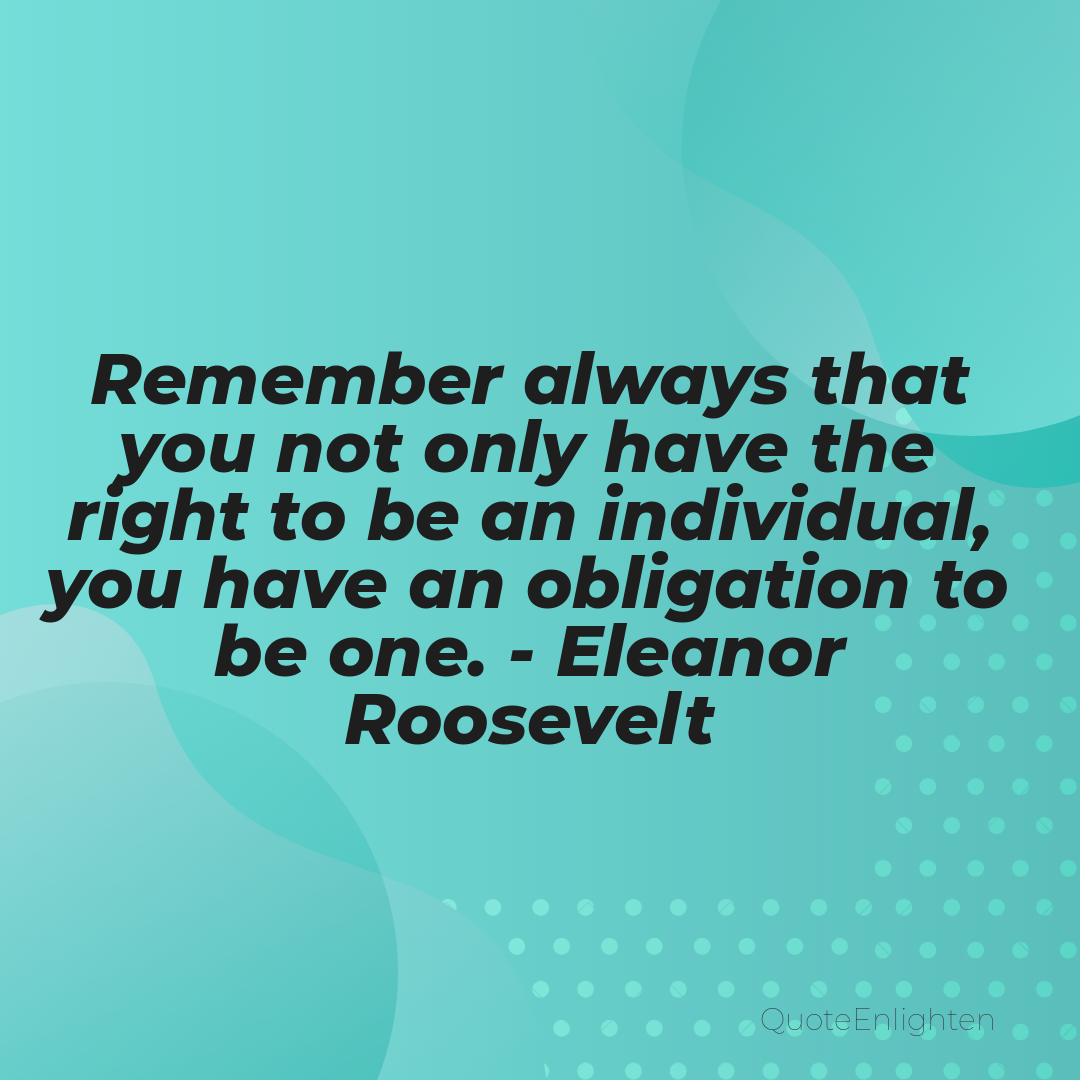 Remember always that
you not only have the
right to be an individual,
you have an obligation to
be one. - Eleanor
Roosevelt
QuoteEnlighten